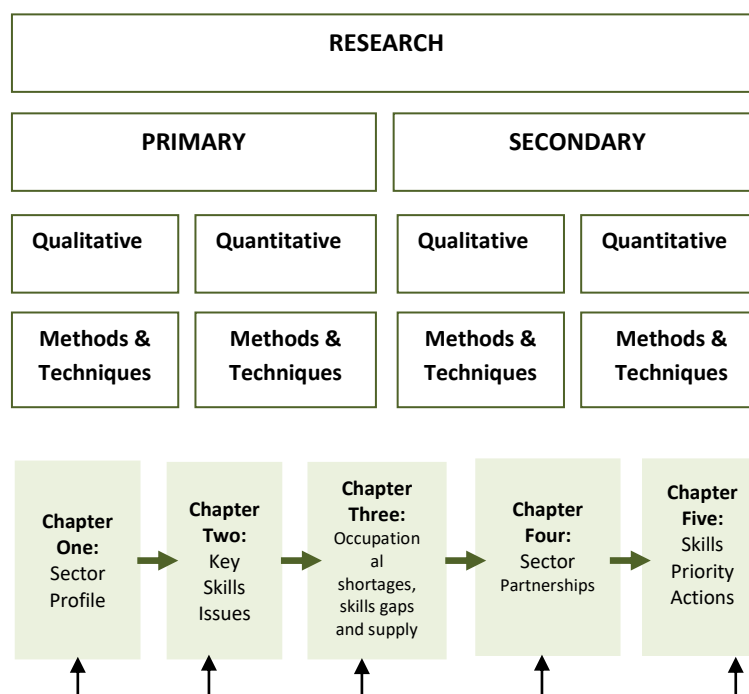 RESEARCH
PRIMARY
SECONDARY
Qualitative
Quantitative
Qualitative
Quantitative
Methods &
Techniques
Methods &
Techniques
Methods &
Techniques
Methods &
Techniques
Chapter
One:
Sector
Profile
Chapter
Two:
Key
Skills
Issues
Chapter
Three:
Occupation
al
shortages,
skills gaps
and supply
Chapter
Four:
Sector
Partnerships
Chapter
Five:
Skills
Priority
Actions